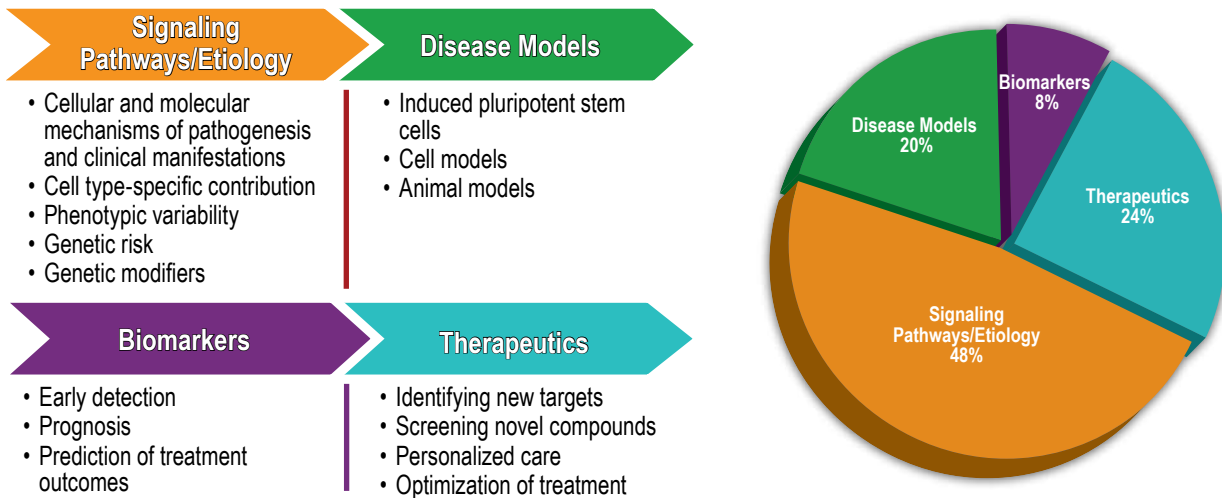 Signaling
Pathways/Etiology
• Cellular and molecular
mechanisms of pathogenesis
and clinical manifestations
• Cell type-specific contribution
• Phenotypic variability
• Genetic risk
• Genetic modifiers
Disease Models
• Induced pluripotent stem
cells
• Cell models
• Animal models
Biomarkers
• Early detection
• Prognosis
• Prediction of treatment
outcomes
Therapeutics
• Identifying new targets
• Screening novel compounds
• Personalized care
• Optimization of treatment
Biomarkers
8%
Disease Models
20%
Therapeutics
24%
Signaling
Pathways/Etiology
48%